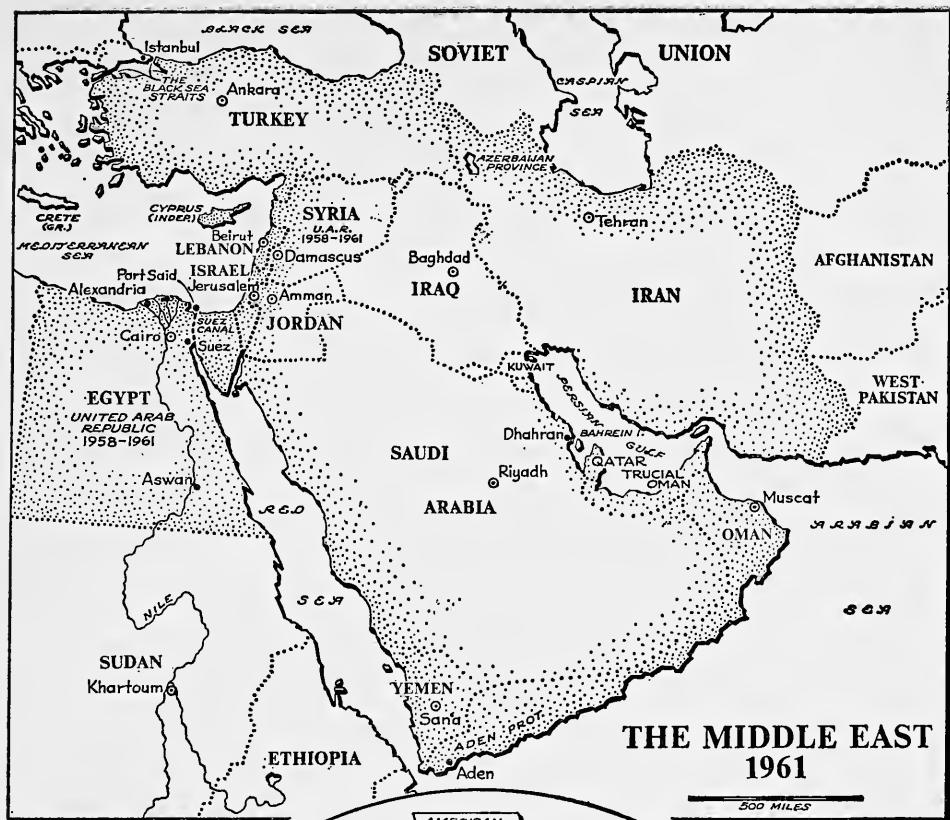 BLACK SEA
SOVIET
UNION
Istanbul
THE
BLACK SEA
STRAITS
Ankara
TURKEY
CASPIAN
SEA
AZERBAIJAN
PROVINCE
CRETE
(GR.)
CYPRUS
(INDEP.)
SYRIA
U.A.R.
1958-1961
Tehran
MEDITERRANEAN
SEA
Beirut
LEBANON
Damascus
Baghdad
IRAQ
IRAN
AFGHANISTAN
Port Said
ISRAEL
Alexandria
Jerusalem
Amman
JORDAN
SUEZ
CANAL
Cairo
Suez
KUWAIT
WEST
PAKISTAN
EGYPT
UNITED ARAB
REPUBLIC
1958-1961
PERSIAN
GULF
Dhahran
BAHREIN I.
SAUDI
ARABIA
QATAR
TRUCIAL
OMAN
Riyadh
Aswan
Muscat
OMAN
RED
SEA
ARABIAN
SEA
NILE
SUDAN
Khartoum
YEMEN
Sana
ADEN PROT.
Aden
ETHIOPIA
THE MIDDLE EAST
1961
500 MILES